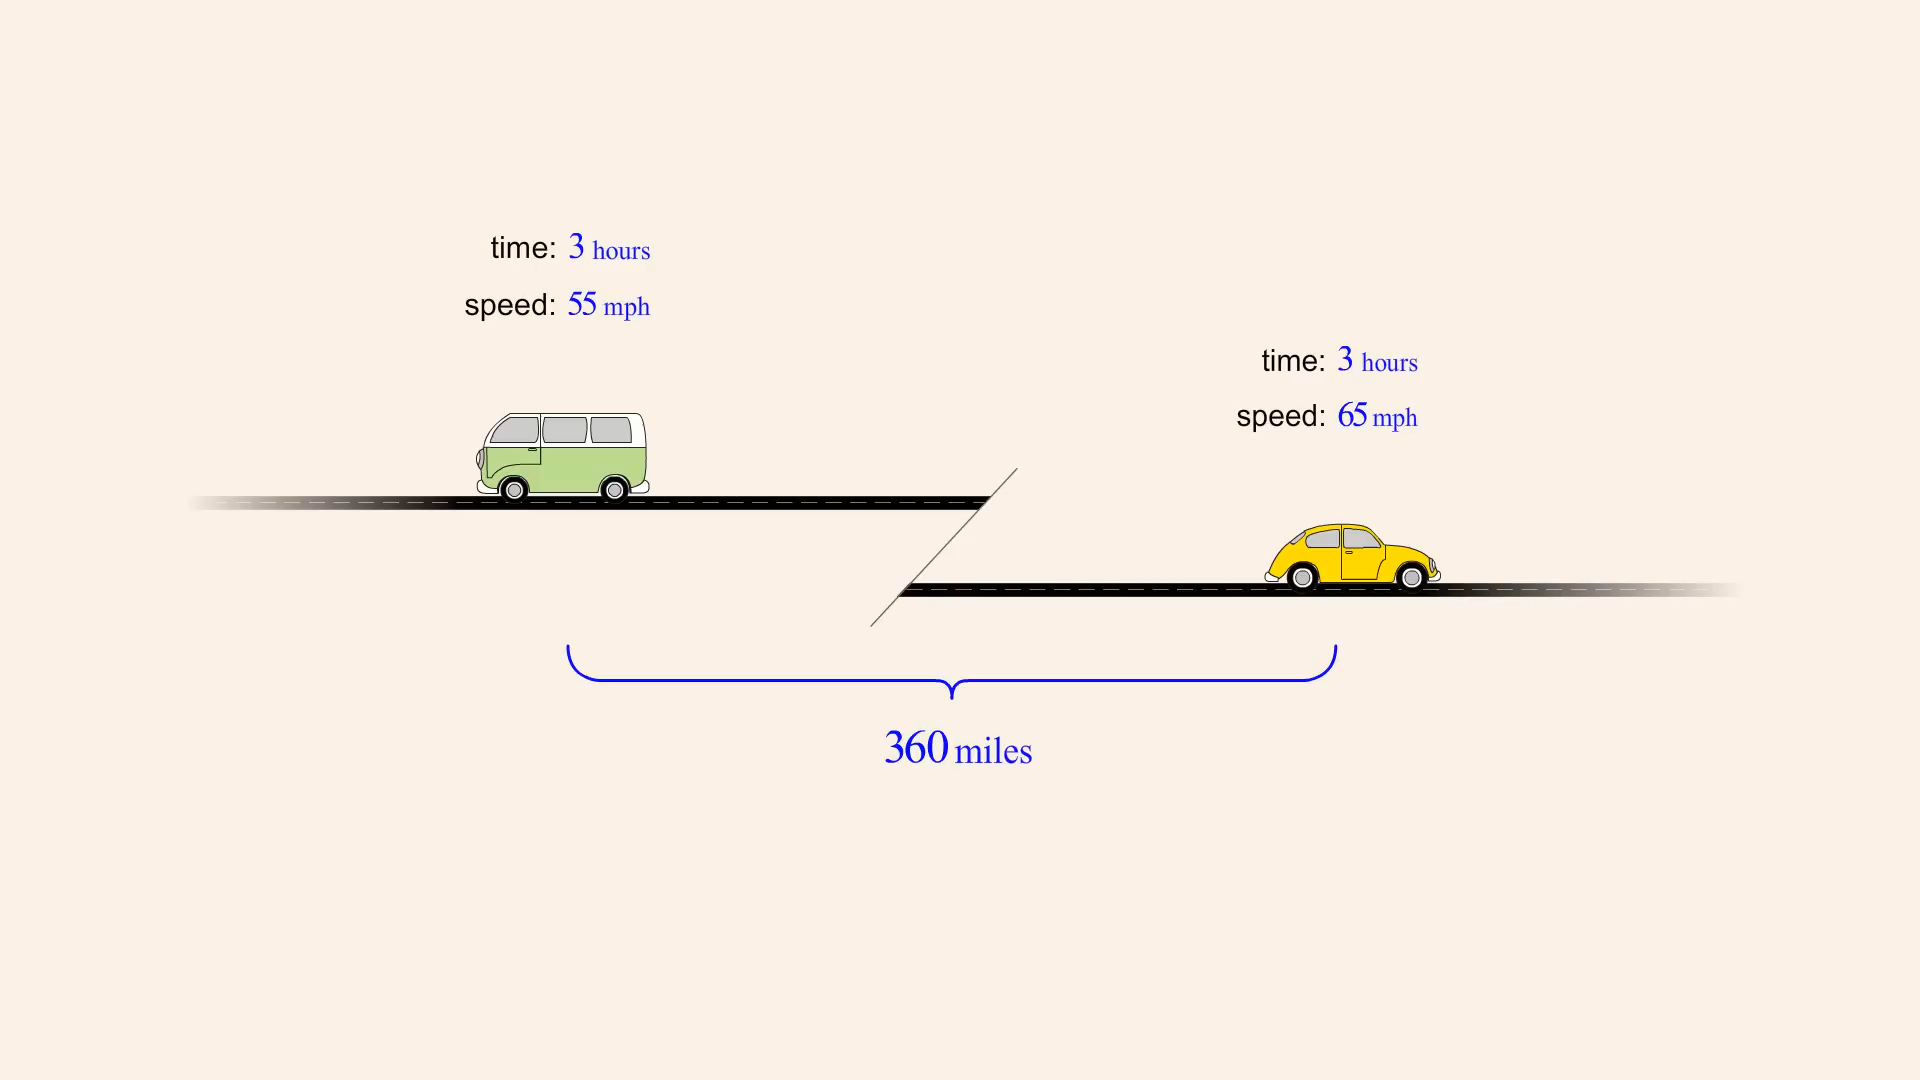 time: 3 hours
speed: 55 mph
time: 3 hours
speed: 65 mph
360 miles